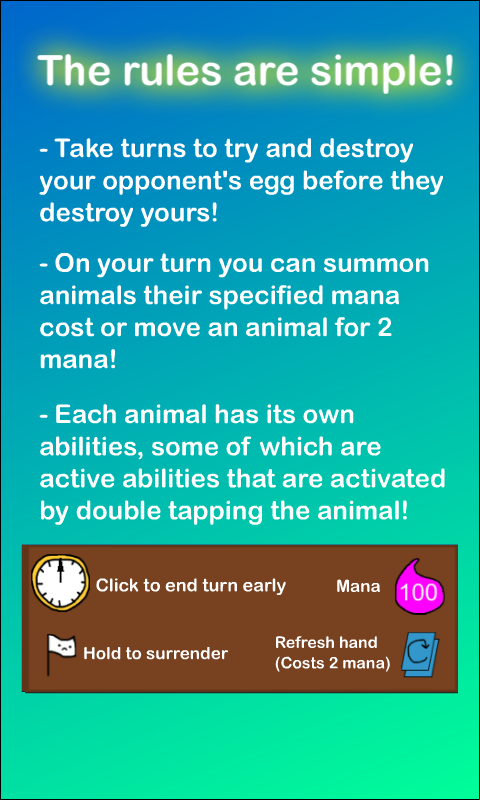 The rules are simple!
- Take turns to try and destroy
your opponent's egg before they
destroy yours!
- On your turn you can summon
animals their specified mana
cost or move an animal for 2
mana!
- Each animal has its own
abilities, some of which are
active abilities that are activated
by double tapping the animal!
Click to end turn early
Mana
100
Hold to surrender
Refresh hand
(Costs 2 mana)